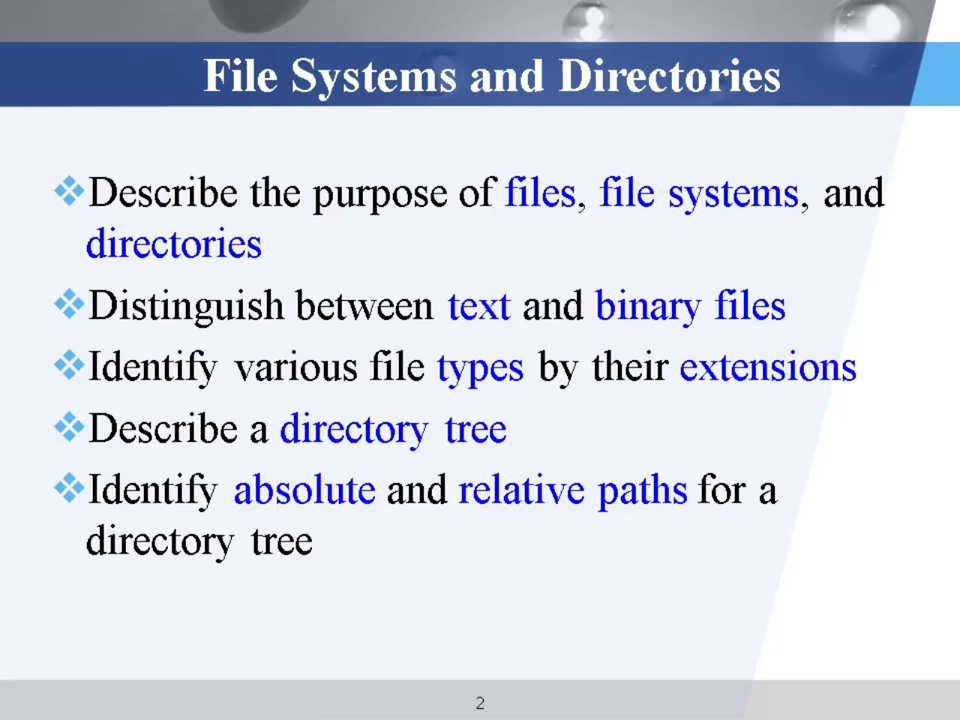 File Systems and Directories
❖Describe the purpose of files, file systems, and
directories
❖Distinguish between text and binary files
❖Identify various file types by their extensions
❖Describe a directory tree
❖Identify absolute and relative paths for a
directory tree
2